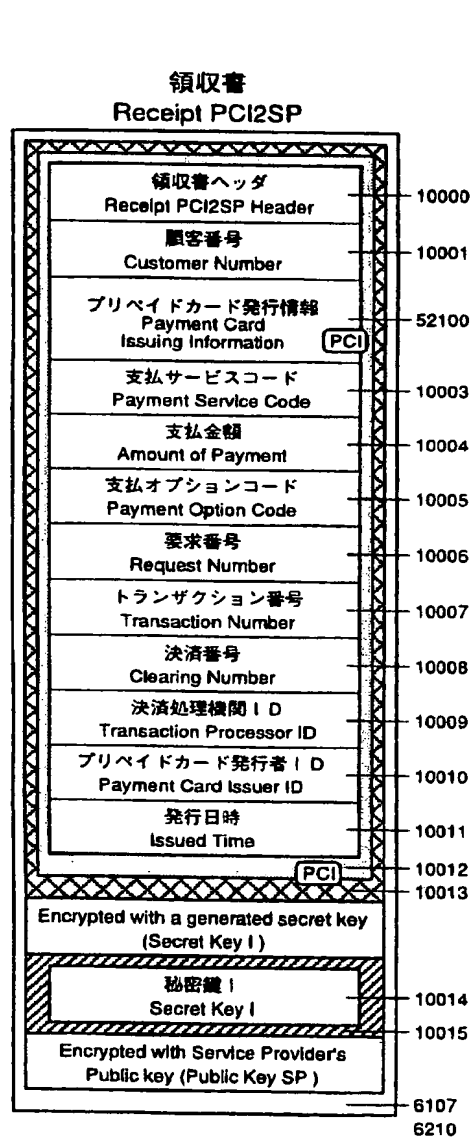 領収書
Receipt PCI2SP
領収書ヘッダ
Receipt PCI2SP Header
10000
顧客番号
Customer Number
10001
プリペイドカード発行情報
Payment Card
Issuing Information
PCI
52100
支払サービスコード
Payment Service Code
10003
支払金額
Amount of Payment
10004
支払オプションコード
Payment Option Code
10005
要求番号
Request Number
10006
トランザクション番号
Transaction Number
10007
決済番号
Clearing Number
10008
決済処理機関ID
Transaction Processor ID
10009
プリペイドカード発行者ID
Payment Card Issuer ID
10010
発行日時
Issued Time
10011
PCI
10012
10013
Encrypted with a generated secret key
(Secret Key I )
秘密鍵 I
Secret Key I
10014
10015
Encrypted with Service Provider's
Public key (Public Key SP )
6107
6210